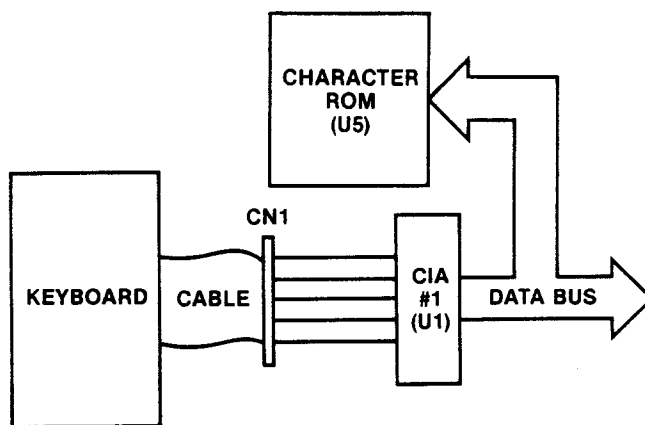 CHARACTER
ROM
(U5)
CN1
KEYBOARD
CABLE
CIA
#1
(U1)
DATA BUS